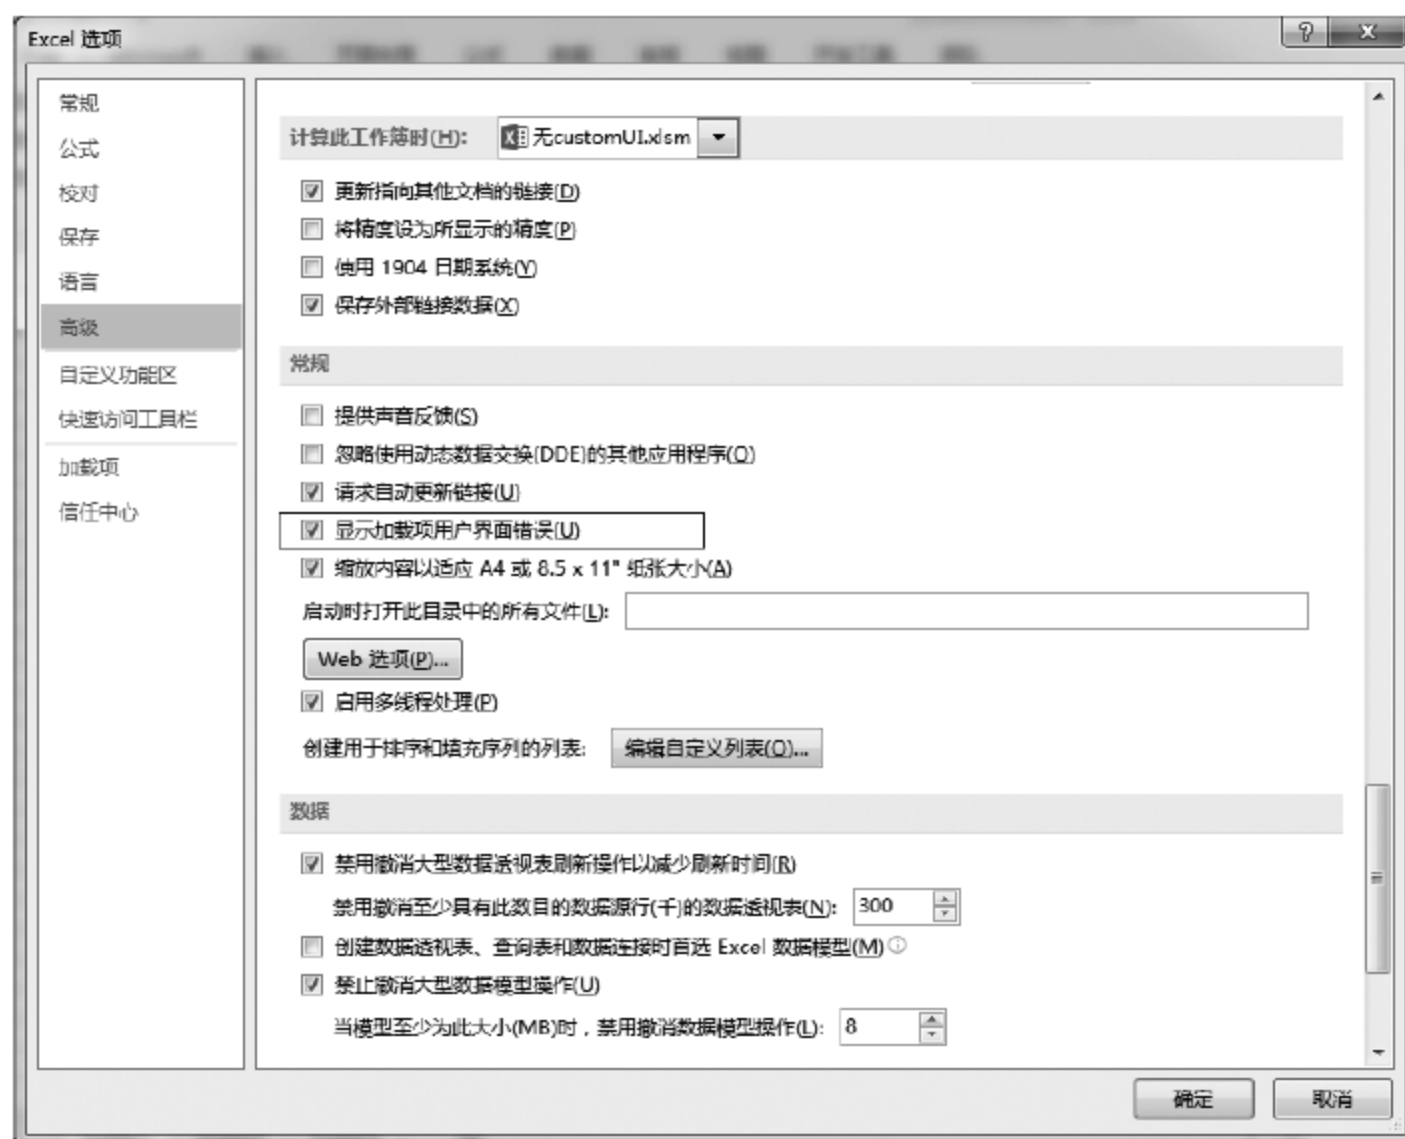 Excel 选项
常规
公式
校对
保存
语言
高级
自定义功能区
快速访问工具栏
加载项
信任中心
计算此工作簿时(H): 无customUI.xlsm
更新指向其他文档的链接(D)
将精度设为所显示的精度(P)
使用 1904 日期系统(Y)
保存外部链接数据(X)
常规
提供声音反馈(S)
忽略使用动态数据交换(DDE)的其他应用程序(O)
请求自动更新链接(U)
显示加载项用户界面错误(U)
缩放内容以适应 A4 或 8.5 x 11" 纸张大小(A)
启动时打开此目录中的所有文件(L):
Web 选项(P)...
启用多线程处理(P)
创建用于排序和填充序列的列表: 编辑自定义列表(O)...
数据
禁用撤消大型数据透视表刷新操作以减少刷新时间(R)
禁用撤消至少具有此数目的数据源行(千)的数据透视表(N): 300
创建数据透视表、查询表和数据连接时首选 Excel 数据模型(M)
禁止撤消大型数据模型操作(U)
当模型至少为此大小(MB)时，禁用撤消数据模型操作(L): 8
确定 取消